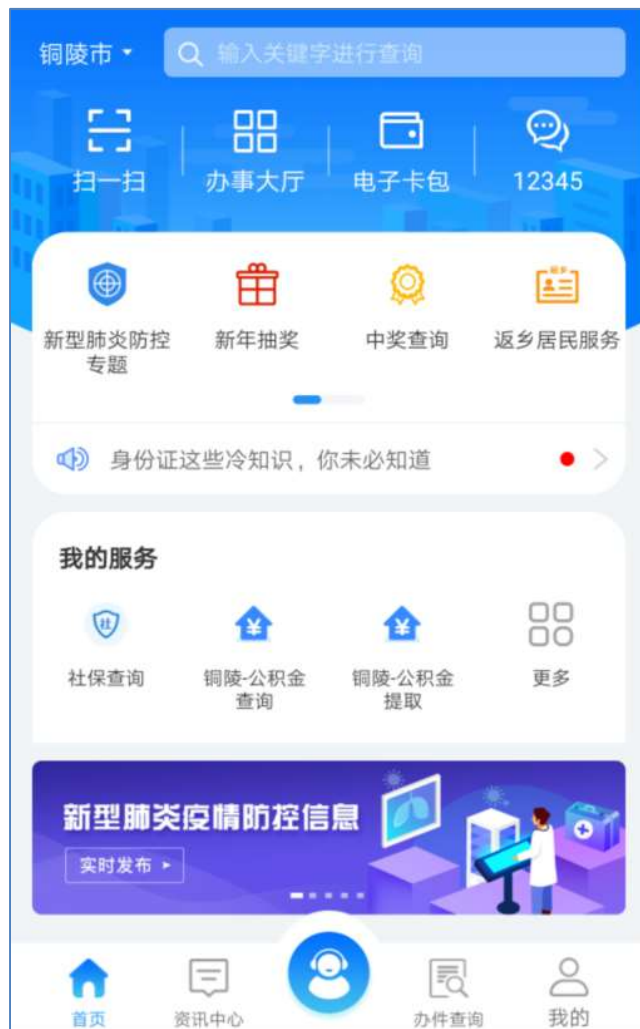 铜陵市
输入关键字进行查询
扫一扫
办事大厅
电子卡包
12345
新型肺炎防控
专题
新年抽奖
中奖查询
返乡
返乡居民服务
身份证这些冷知识，你未必知道
我的服务
社
社保查询
¥
铜陵-公积金
查询
¥
铜陵-公积金
提取
更多
新型肺炎疫情防控信息
实时发布
首页
资讯中心
办件查询
我的